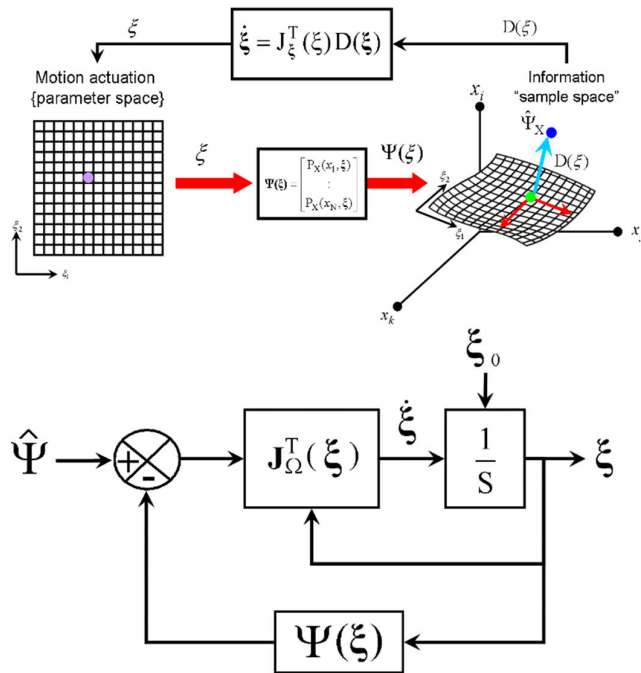 ξ
ξ̇ = J_ξ^T(ξ) D(ξ)
D(ξ)
Motion actuation
{parameter space}
Information
"sample space"
x_i
Ψ̂_X
D(ξ)
ξ
Ψ(ξ) = [P_X(x_1, ξ)
:
P_X(x_N, ξ)]
Ψ(ξ)
ξ_2
ξ_1
ξ_2
ξ_1
x.
x_k
ξ_0
Ψ̂
+
-
J_Ω^T(ξ)
ξ̇
1
S
ξ
Ψ(ξ)